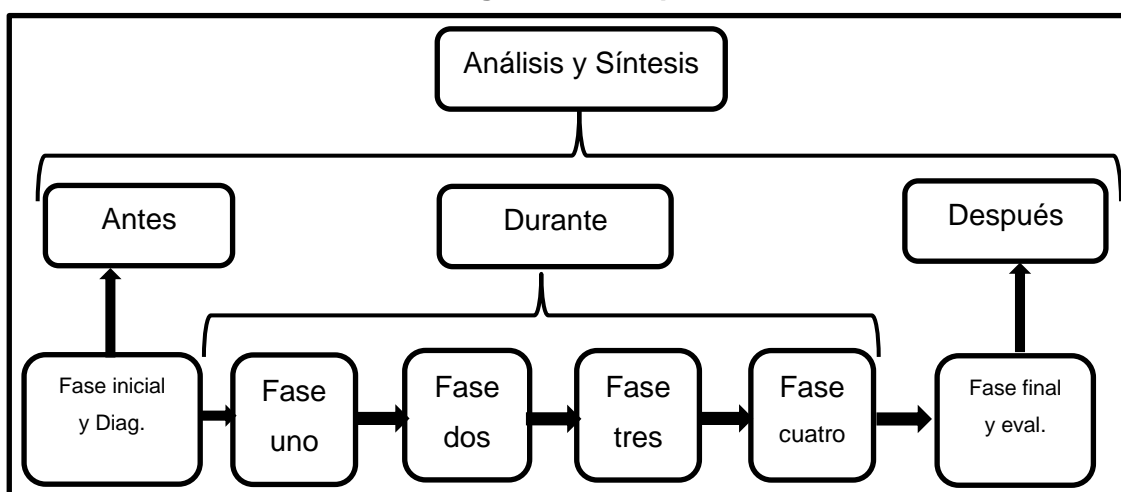 Análisis y Síntesis
Antes
Durante
Después
Fase inicial
y Diag.
Fase
uno
Fase
dos
Fase
tres
Fase
cuatro
Fase final
y eval.